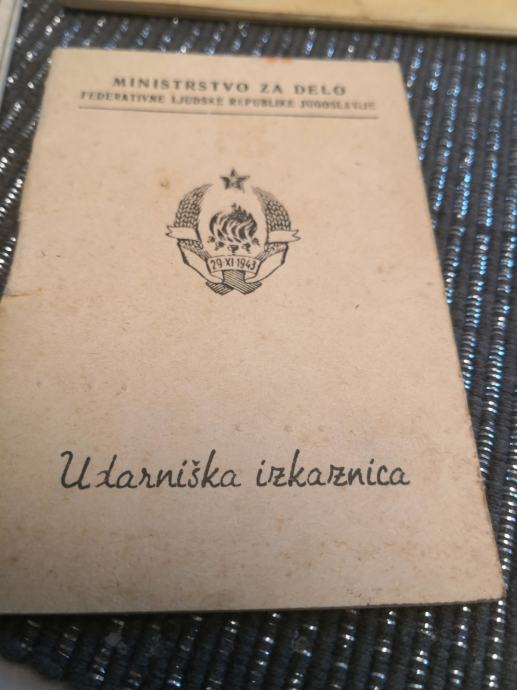 MINISTRSTVO ZA DELO
FEDERATIVNE LJUDSKE REPUBLIKE JUGOSLAVIJE
29·XI·1943
Udarniška izkaznica